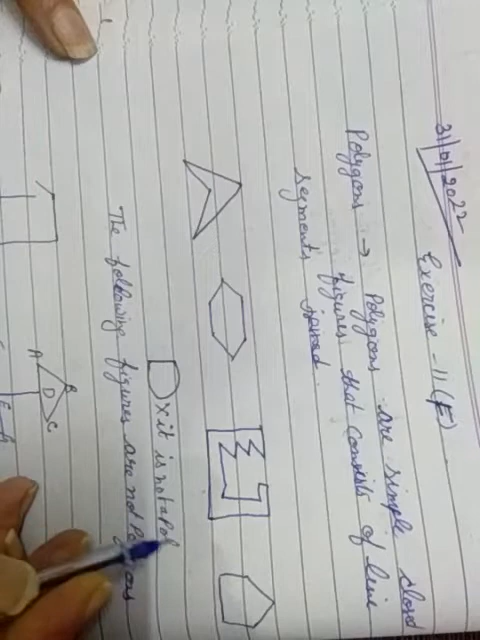 31/01/2022
Exercise - 11 (F)
Polygons → Polygons are simple closed
figures that consists of line
segments joined.
x it is not a Pol
The following figures are not Polygons
A B
D C